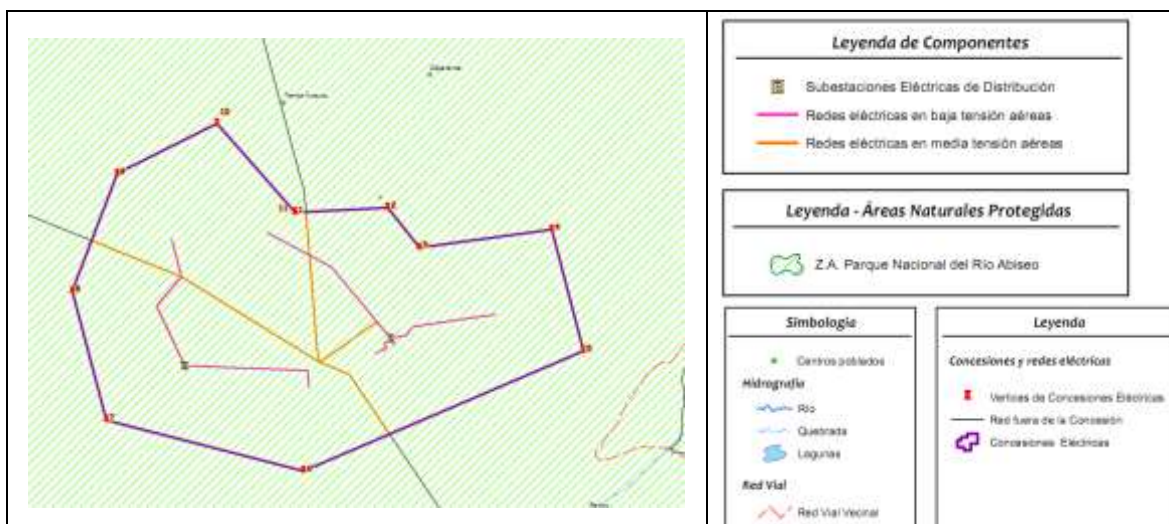 Leyenda de Componentes
Subestaciones Eléctricas de Distribución
Redes eléctricas en baja tensión aéreas
Redes eléctricas en media tensión aéreas
Leyenda - Áreas Naturales Protegidas
Z.A. Parque Nacional del Río Abiseo
Simbología
Centros poblados
Hidrografía
Río
Quebrada
Lagunas
Red Vial
Red Vial Vecinal
Leyenda
Concesiones y redes eléctricas
Vertices de Concesiones Eléctricas
Red fuera de la Concesión
Concesiones Eléctricas